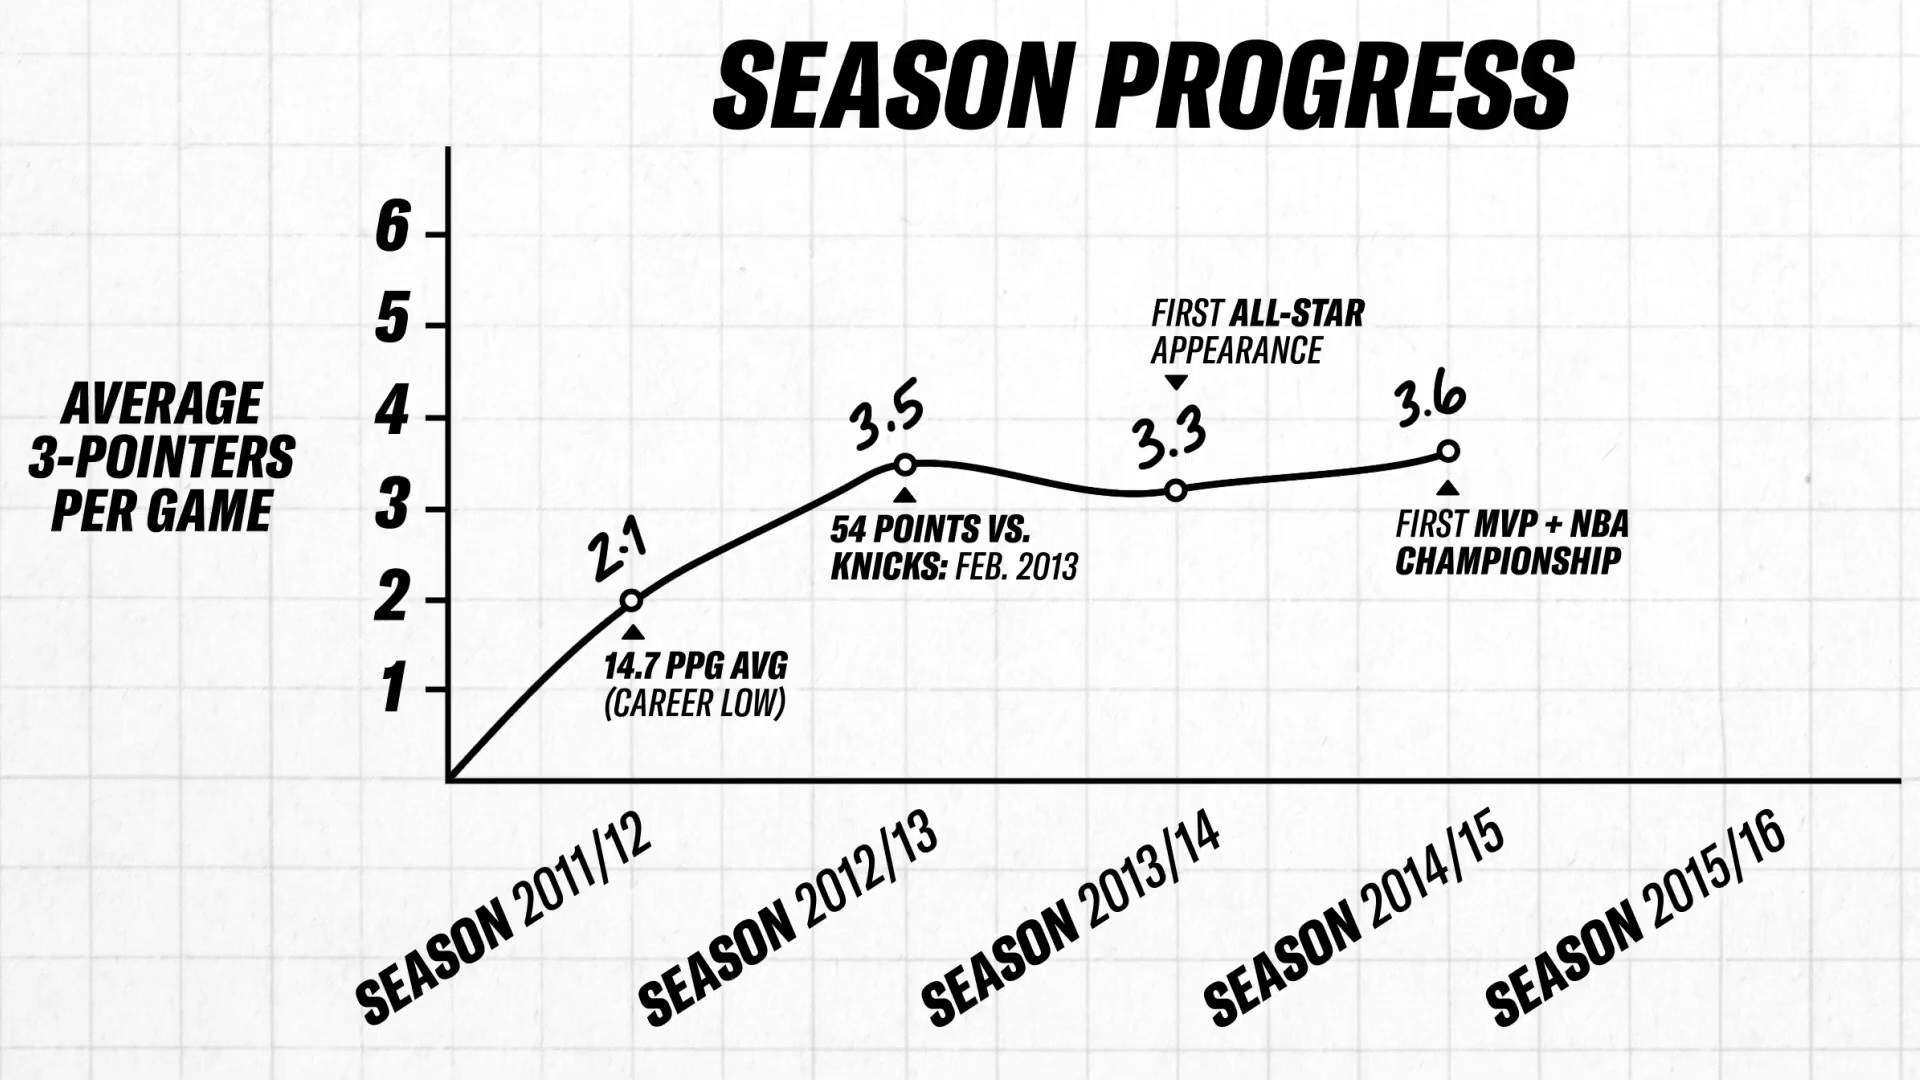 SEASON PROGRESS
6
5
4
3
2
1
AVERAGE
3-POINTERS
PER GAME
2.1
14.7 PPG AVG
(CAREER LOW)
3.5
54 POINTS VS.
KNICKS: FEB. 2013
FIRST ALL-STAR
APPEARANCE
3.3
3.6
FIRST MVP + NBA
CHAMPIONSHIP
SEASON 2011/12
SEASON 2012/13
SEASON 2013/14
SEASON 2014/15
SEASON 2015/16